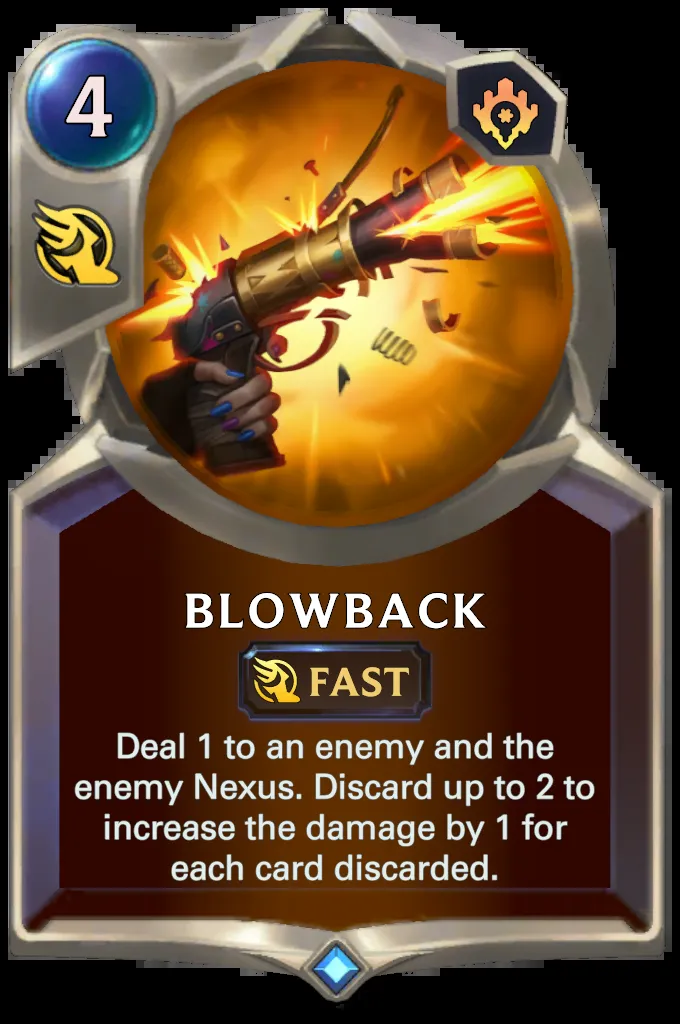 4
BLOWBACK
FAST
Deal 1 to an enemy and the
enemy Nexus. Discard up to 2 to
increase the damage by 1 for
each card discarded.